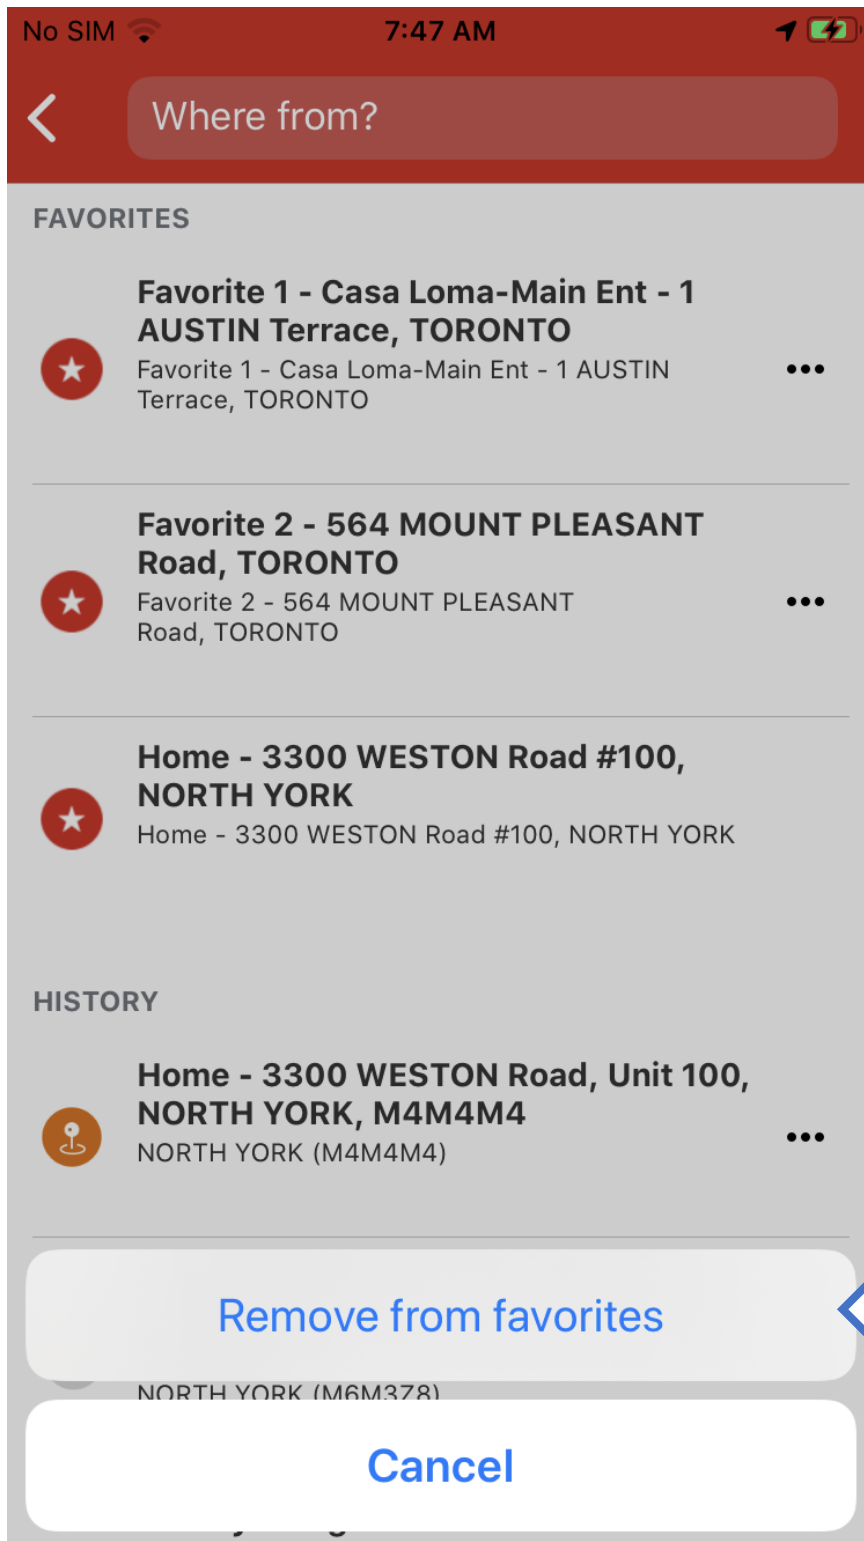 No SIM 7:47 AM
Where from?
FAVORITES
Favorite 1 - Casa Loma-Main Ent - 1
AUSTIN Terrace, TORONTO
Favorite 1 - Casa Loma-Main Ent - 1 AUSTIN
Terrace, TORONTO
Favorite 2 - 564 MOUNT PLEASANT
Road, TORONTO
Favorite 2 - 564 MOUNT PLEASANT
Road, TORONTO
Home - 3300 WESTON Road #100,
NORTH YORK
Home - 3300 WESTON Road #100, NORTH YORK
HISTORY
Home - 3300 WESTON Road, Unit 100,
NORTH YORK, M4M4M4
NORTH YORK (M4M4M4)
Remove from favorites
NORTH YORK (M6M3Z8)
Cancel